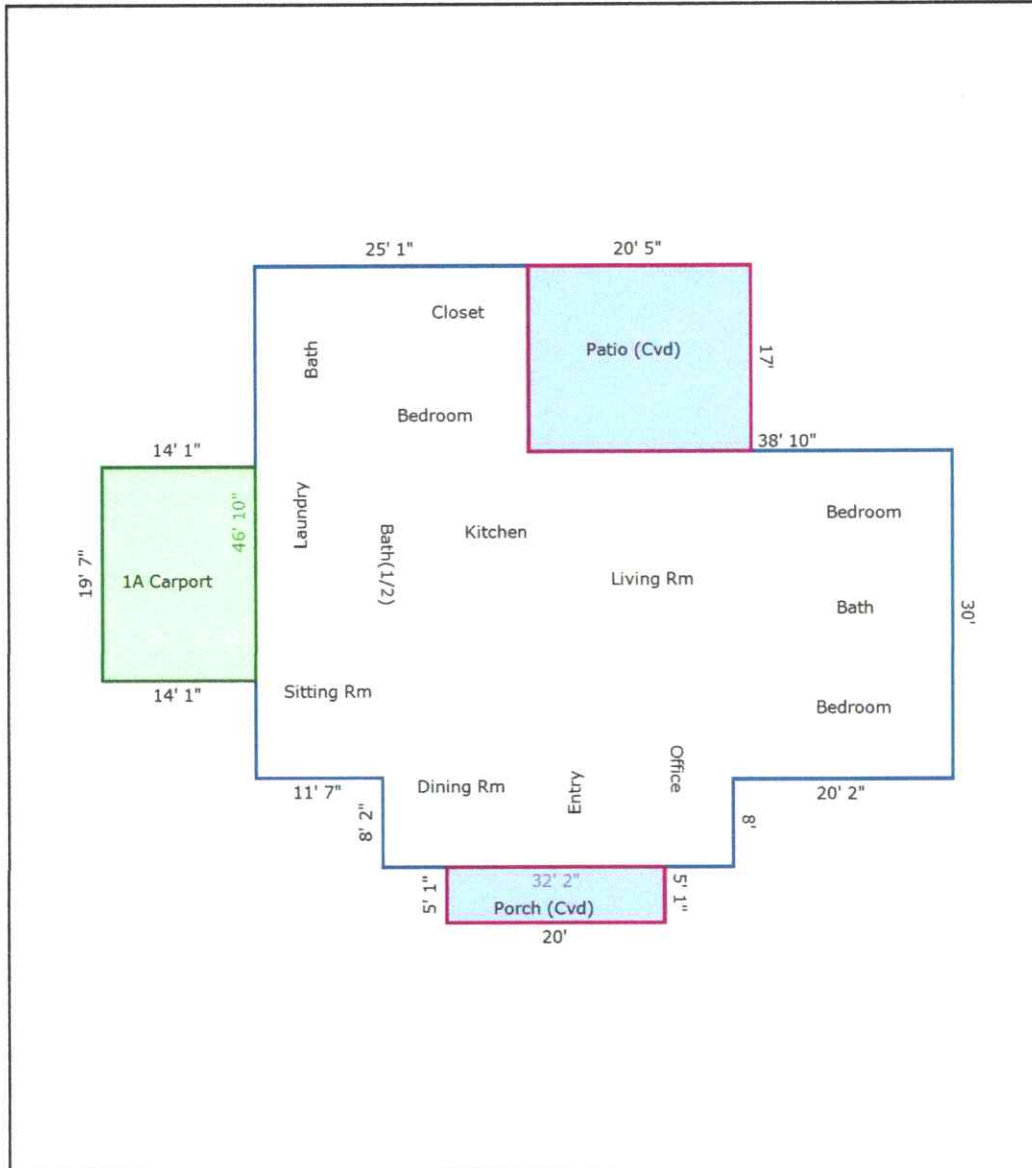 25' 1"
20' 5"
Closet
Patio (Cvd)
Bath
17'
Bedroom
38' 10"
14' 1"
46' 10"
Laundry
Bedroom
Kitchen
Bath(1/2)
19' 7"
1A Carport
Living Rm
Bath
30'
14' 1"
Sitting Rm
Bedroom
Office
Dining Rm
Entry
11' 7"
20' 2"
8' 2"
8'
5' 1"
32' 2"
5' 1"
Porch (Cvd)
20'